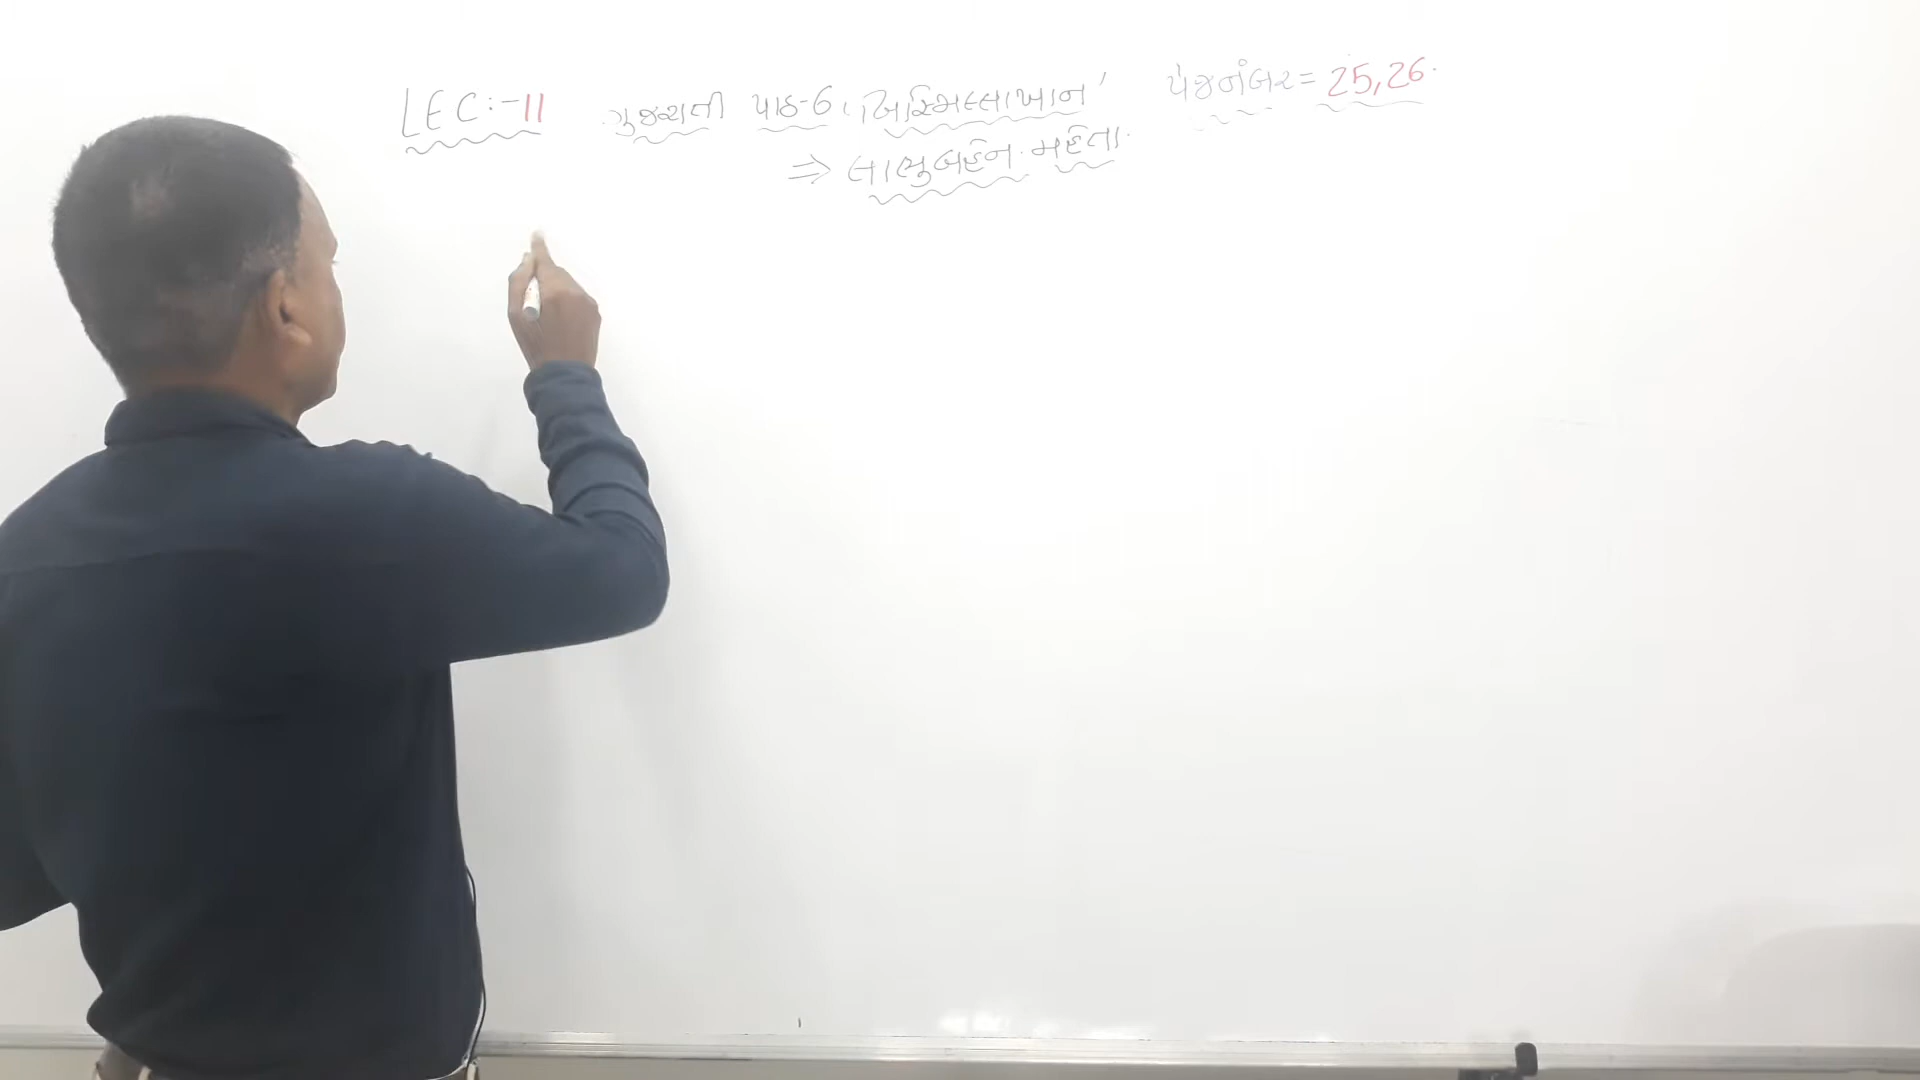 LEC:-11 ગુજરાતી પાઠ-6 'બિસ્મિલ્લાખાન' પેજનંબર = 25,26.
⇒ લાભુબહેન. મહેતા.